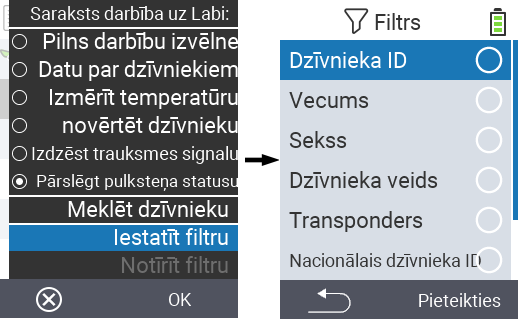 Saraksts darbība uz Labi:
Pilns darbību izvēlne
Datu par dzīvniekiem
Izmērīt temperatūru
novērtēt dzīvnieku
Izdzēst trauksmes signalu
Pārslēgt pulksteņa statusu
Meklēt dzīvnieku
Iestatīt filtru
Notīrīt filtru
OK
Filtrs
Dzīvnieka ID
Vecums
Sekss
Dzīvnieka veids
Transponders
Nacionālais dzīvnieka ID
Pieteikties